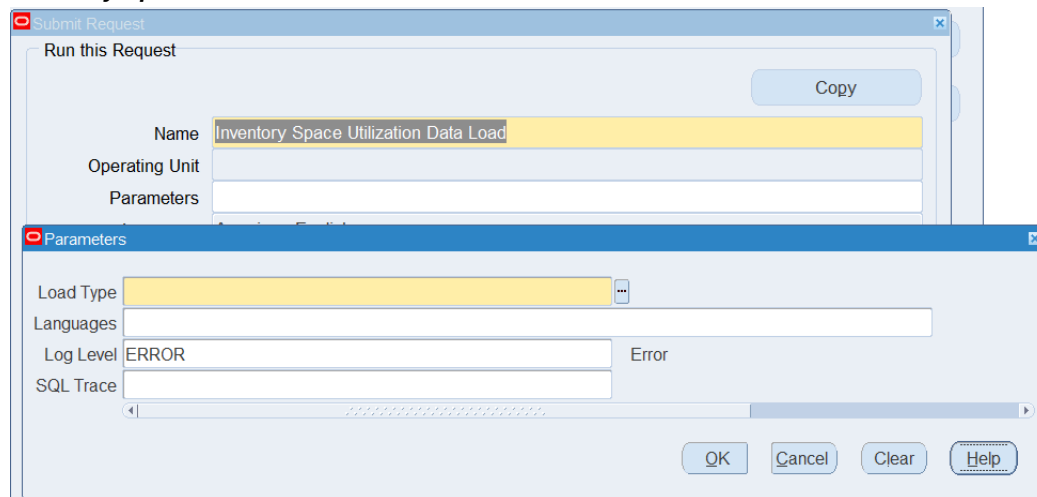 Submit Request
Run this Request
Copy
Name Inventory Space Utilization Data Load
Operating Unit
Parameters
Parameters
Load Type
Languages
Log Level ERROR Error
SQL Trace
OK Cancel Clear Help